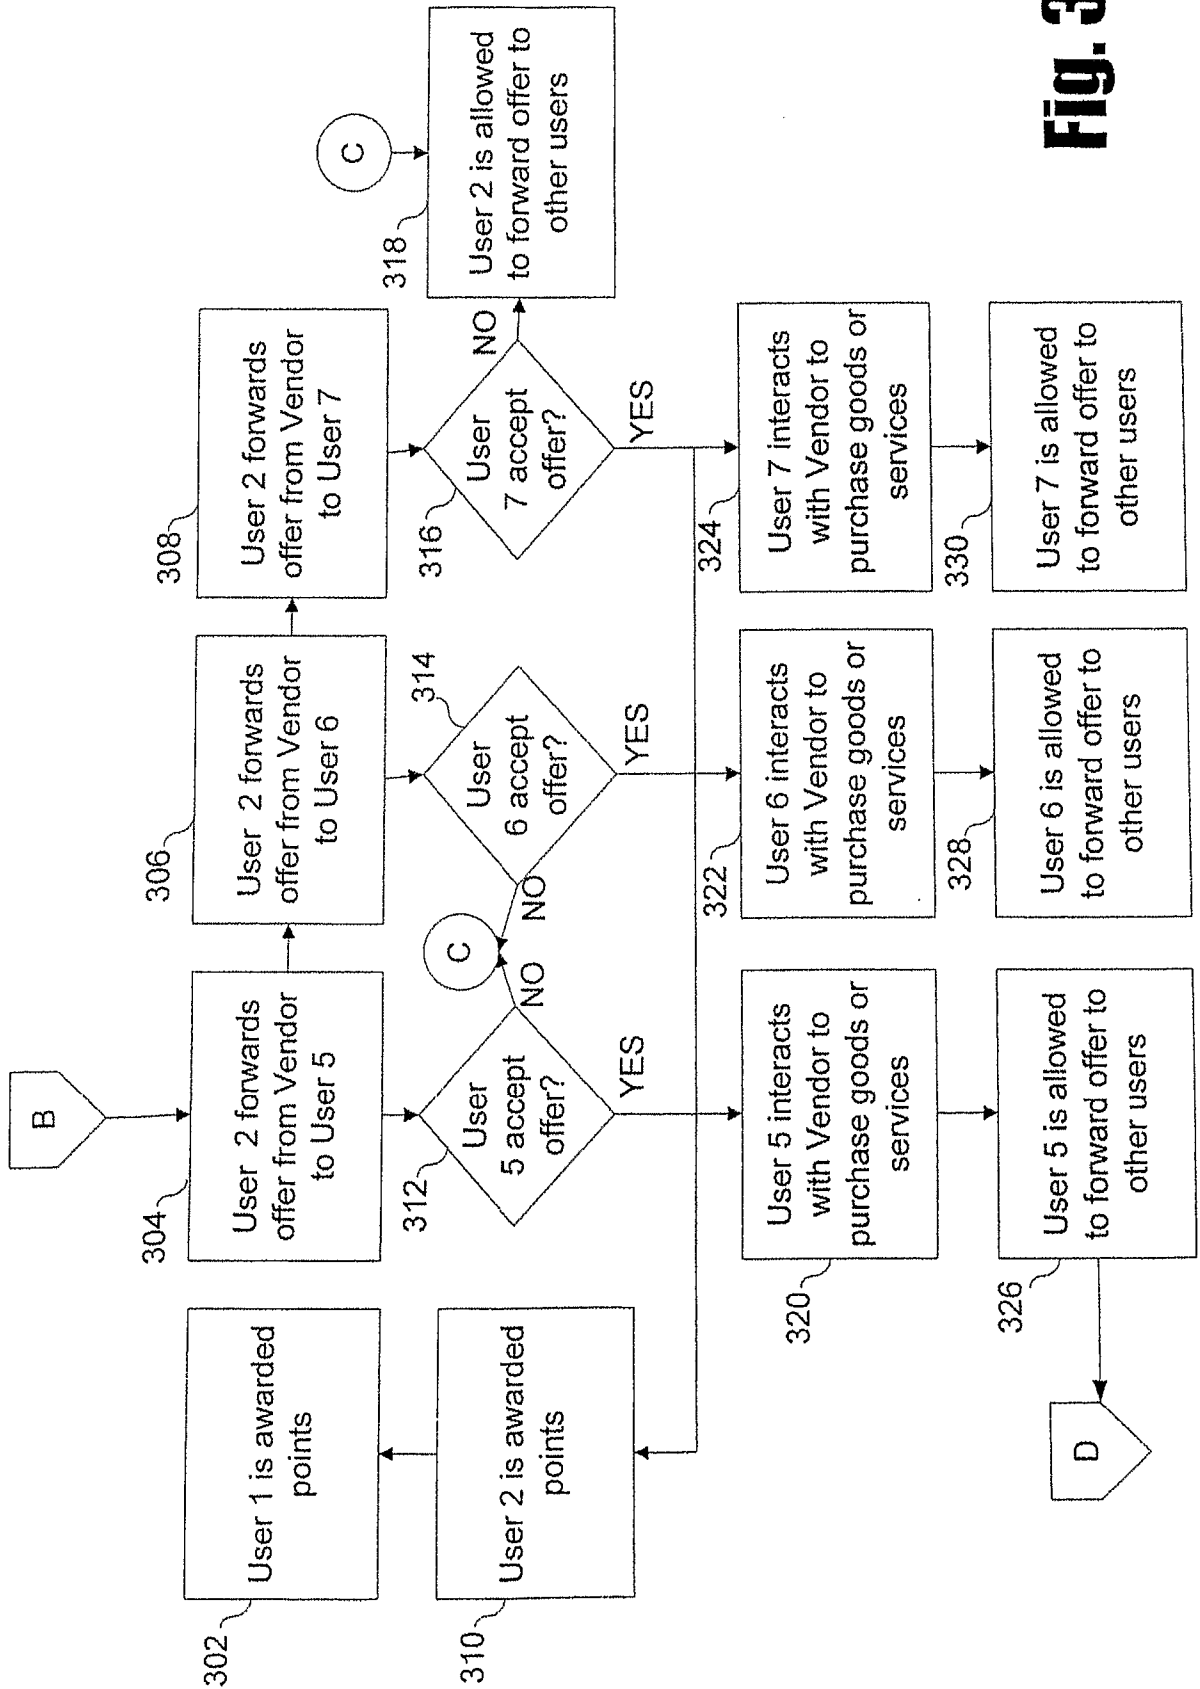 B
302
User 1 is awarded
points
304
User 2 forwards
offer from Vendor
to User 5
306
User 2 forwards
offer from Vendor
to User 6
308
User 2 forwards
offer from Vendor
to User 7
310
User 2 is awarded
points
312
User
5 accept
offer?
NO
C
NO
314
User
6 accept
offer?
316
User
7 accept
offer?
NO
318
C
User 2 is allowed
to forward offer to
other users
YES
YES
YES
320
User 5 interacts
with Vendor to
purchase goods or
services
322
User 6 interacts
with Vendor to
purchase goods or
services
324
User 7 interacts
with Vendor to
purchase goods or
services
D
326
User 5 is allowed
to forward offer to
other users
328
User 6 is allowed
to forward offer to
other users
330
User 7 is allowed
to forward offer to
other users
Fig. 3